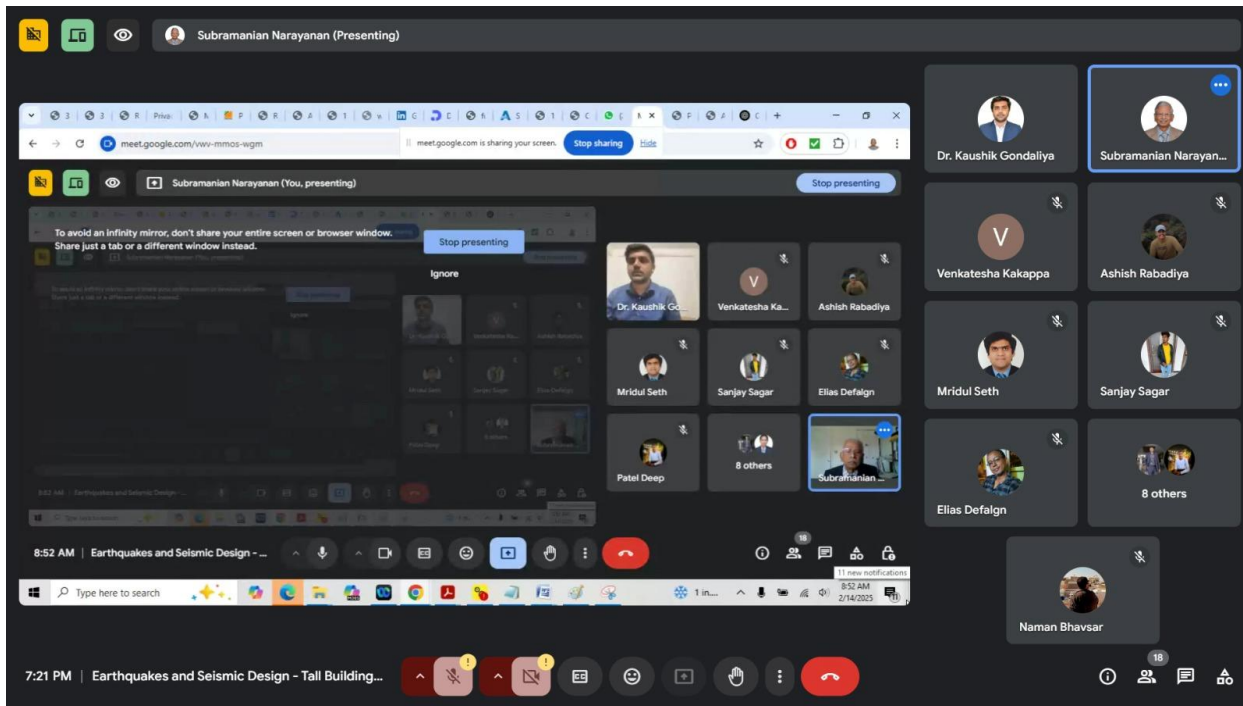 Subramanian Narayanan (Presenting)
Priva:
meet.google.com/vwv-mmos-wgm
meet.google.com is sharing your screen.
Stop sharing
Hide
Subramanian Narayanan (You, presenting)
Stop presenting
To avoid an infinity mirror, don't share your entire screen or browser window.
Share just a tab or a different window instead.
Stop presenting
Ignore
Dr. Kaushik Go...
Venkatesha Ka...
Ashish Rabadiya
Mridul Seth
Sanjay Sagar
Elias Defalgn
Patel Deep
8 others
Subramanian ...
8:52 AM | Earthquakes and Seismic Design - ...
18
11 new notifications
Type here to search
1 in....
8:52 AM
2/14/2025
Dr. Kaushik Gondaliya
Subramanian Narayan...
V
Venkatesha Kakappa
Ashish Rabadiya
Mridul Seth
Sanjay Sagar
Elias Defalgn
8 others
Naman Bhavsar
7:21 PM | Earthquakes and Seismic Design - Tall Building...
18